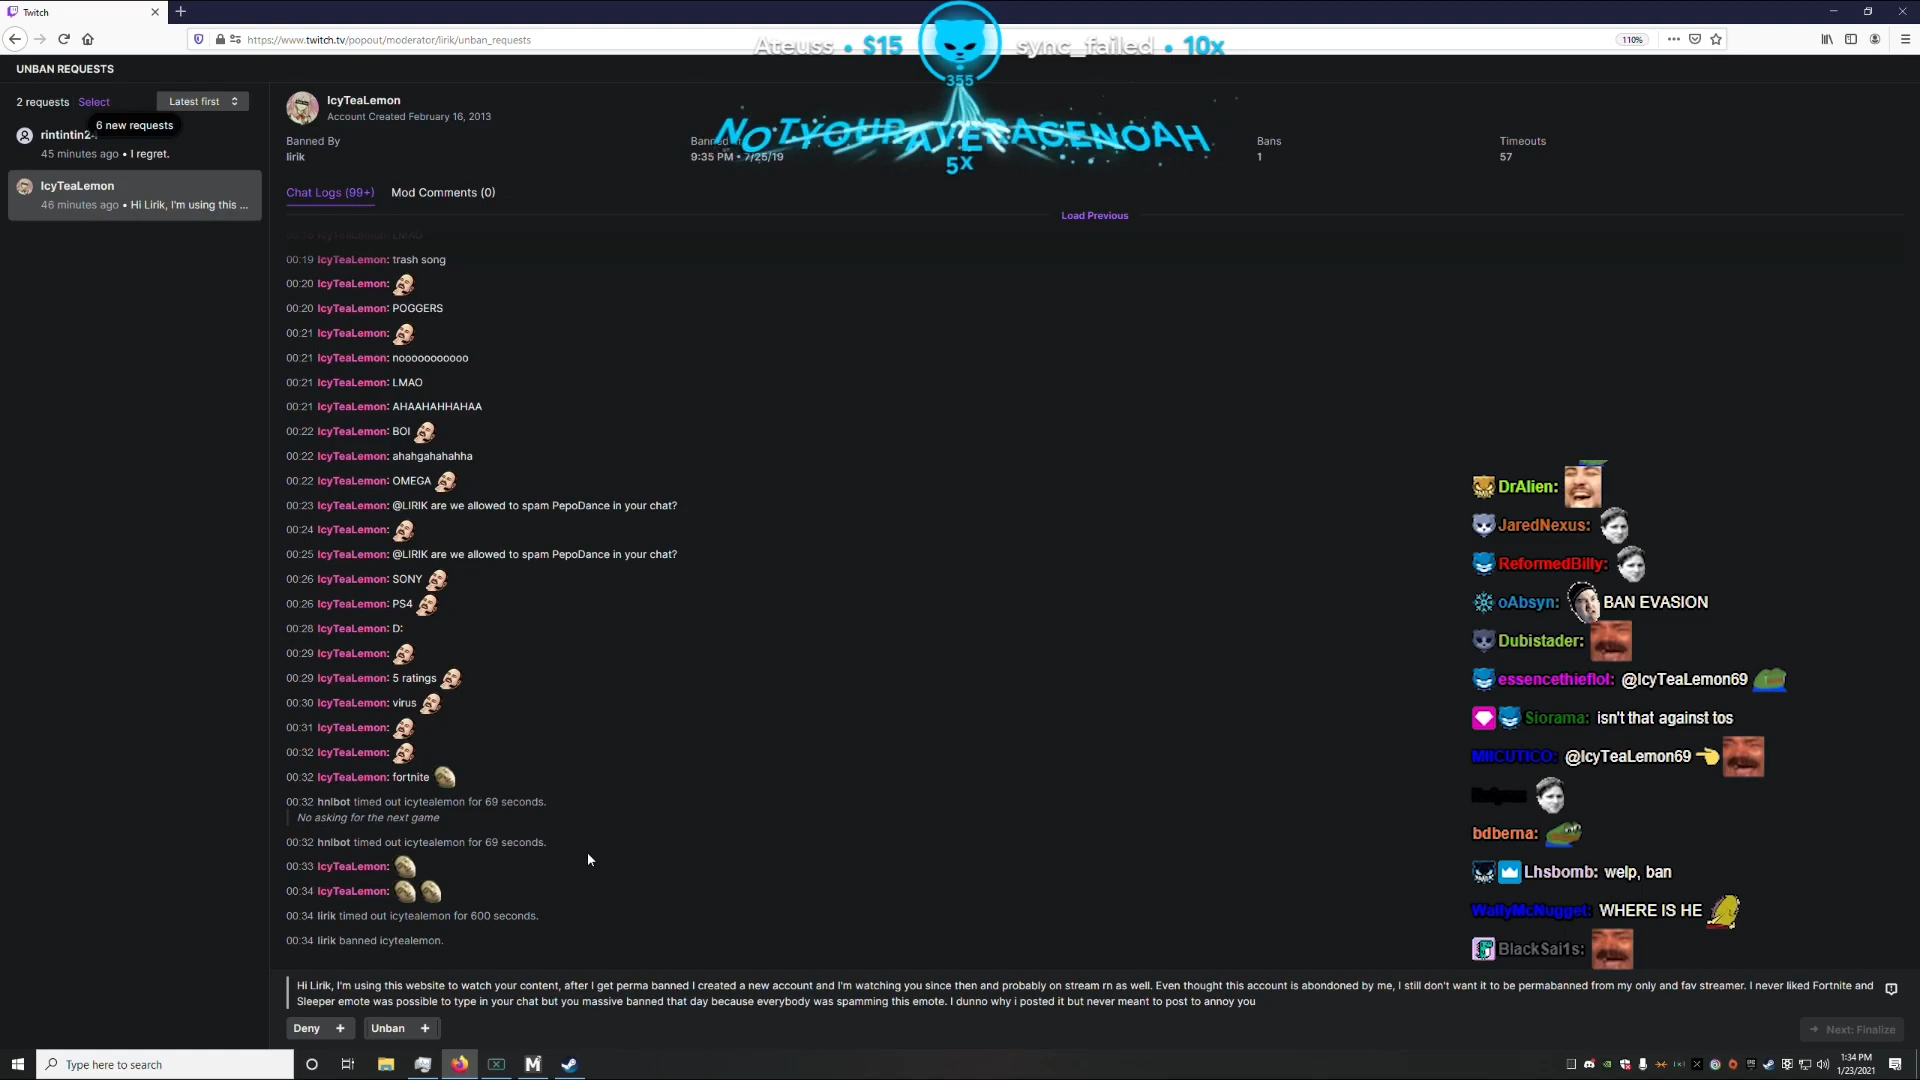 Twitch
https://www.twitch.tv/popout/moderator/lirik/unban_requests
110%
Ateuss • $15
sync_failed • 10x
355
NOTYOURAVERAGENOAH
5X
UNBAN REQUESTS
2 requests Select
Latest first
6 new requests
rintintin2
45 minutes ago • I regret.
IcyTeaLemon
46 minutes ago • Hi Lirik, I'm using this ...
IcyTeaLemon
Account Created February 16, 2013
Banned By
lirik
Banned
9:35 PM • 7/25/19
Bans
1
Timeouts
57
Chat Logs (99+)
Mod Comments (0)
Load Previous
IcyTeaLemon: LMAO
00:19 IcyTeaLemon: trash song
00:20 IcyTeaLemon:
00:20 IcyTeaLemon: POGGERS
00:21 IcyTeaLemon:
00:21 IcyTeaLemon: nooooooooooo
00:21 IcyTeaLemon: LMAO
00:21 IcyTeaLemon: AHAAHAHHAHAA
00:22 IcyTeaLemon: BOI
00:22 IcyTeaLemon: ahahgahahahha
00:22 IcyTeaLemon: OMEGA
00:23 IcyTeaLemon: @LIRIK are we allowed to spam PepoDance in your chat?
00:24 IcyTeaLemon:
00:25 IcyTeaLemon: @LIRIK are we allowed to spam PepoDance in your chat?
00:26 IcyTeaLemon: SONY
00:26 IcyTeaLemon: PS4
00:28 IcyTeaLemon: D:
00:29 IcyTeaLemon:
00:29 IcyTeaLemon: 5 ratings
00:30 IcyTeaLemon: virus
00:31 IcyTeaLemon:
00:32 IcyTeaLemon:
00:32 IcyTeaLemon: fortnite
00:32 hnlbot timed out icytealemon for 69 seconds.
No asking for the next game
00:32 hnlbot timed out icytealemon for 69 seconds.
00:33 IcyTeaLemon:
00:34 IcyTeaLemon:
00:34 lirik timed out icytealemon for 600 seconds.
00:34 lirik banned icytealemon.
Hi Lirik, I'm using this website to watch your content, after I get perma banned I created a new account and I'm watching you since then and probably on stream rn as well. Even thought this account is abondoned by me, I still don't want it to be permabanned from my only and fav streamer. I never liked Fortnite and
Sleeper emote was possible to type in your chat but you massive banned that day because everybody was spamming this emote. I dunno why i posted it but never meant to post to annoy you
Deny +
Unban +
Next: Finalize
DrAlien:
JaredNexus:
ReformedBilly:
oAbsyn: BAN EVASION
Dubistader:
essencethieflol: @IcyTeaLemon69
Siorama: isn't that against tos
MIICUTICO: @IcyTeaLemon69
bdberna:
Lhsbomb: welp, ban
WallyMcNugget: WHERE IS HE
BlackSai1s:
Type here to search
1:34 PM
1/23/2021